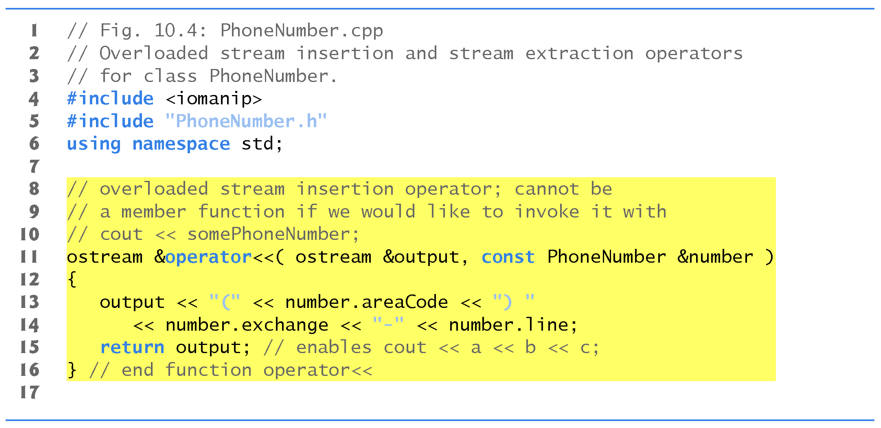 1 // Fig. 10.4: PhoneNumber.cpp
2 // Overloaded stream insertion and stream extraction operators
3 // for class PhoneNumber.
4 #include <iomanip>
5 #include "PhoneNumber.h"
6 using namespace std;
7
8 // overloaded stream insertion operator; cannot be
9 // a member function if we would like to invoke it with
10 // cout << somePhoneNumber;
11 ostream &operator<<( ostream &output, const PhoneNumber &number )
12 {
13    output << "(" << number.areaCode << ") "
14       << number.exchange << "-" << number.line;
15    return output; // enables cout << a << b << c;
16 } // end function operator<<
17